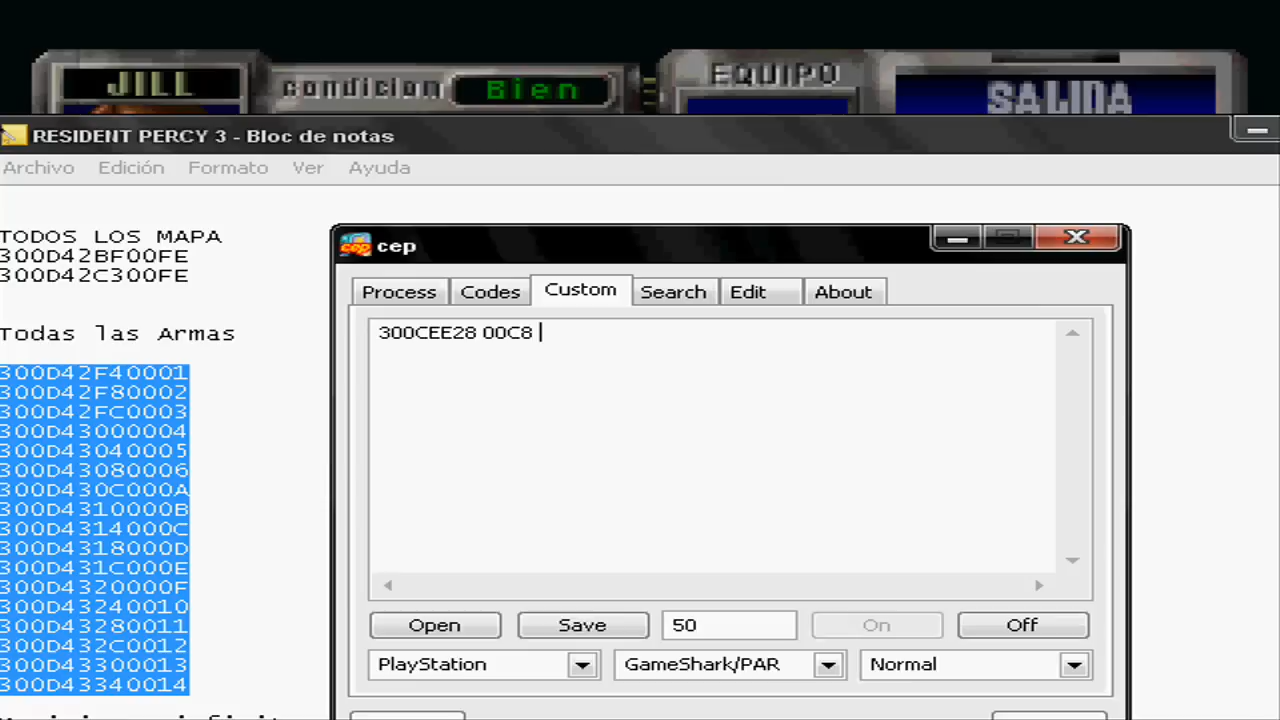 JILL
condicion
Bien
EQUIPO
SALIDA
RESIDENT PERCY 3 - Bloc de notas
Archivo Edición Formato Ver Ayuda
TODOS LOS MAPA
300D42BF00FE
300D42C300FE
Todas las Armas
300D42F40001
300D42F80002
300D42FC0003
300D43000004
300D43040005
300D43080006
300D430C000A
300D4310000B
300D4314000C
300D4318000D
300D431C000E
300D4320000F
300D43240010
300D43280011
300D432C0012
300D43300013
300D43340014
cep
Process Codes Custom Search Edit About
300CEE28 00C8
Open Save 50 On Off
PlayStation GameShark/PAR Normal